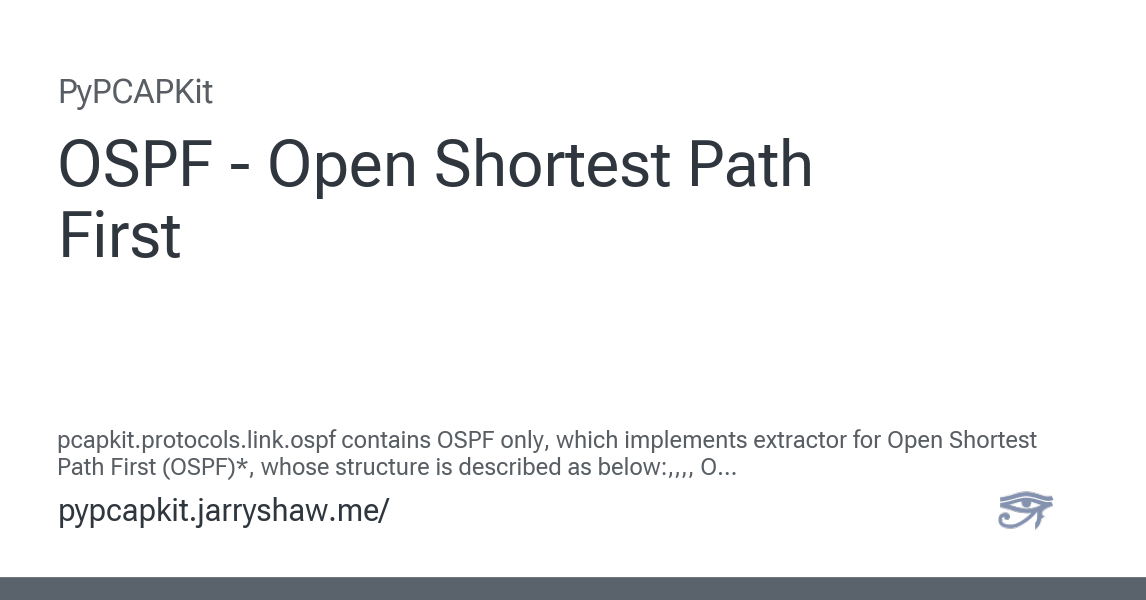 PyPCAPKit
OSPF - Open Shortest Path
First
pcapkit.protocols.link.ospf contains OSPF only, which implements extractor for Open Shortest
Path First (OSPF)*, whose structure is described as below:,,,, O...
pypcapkit.jarryshaw.me/